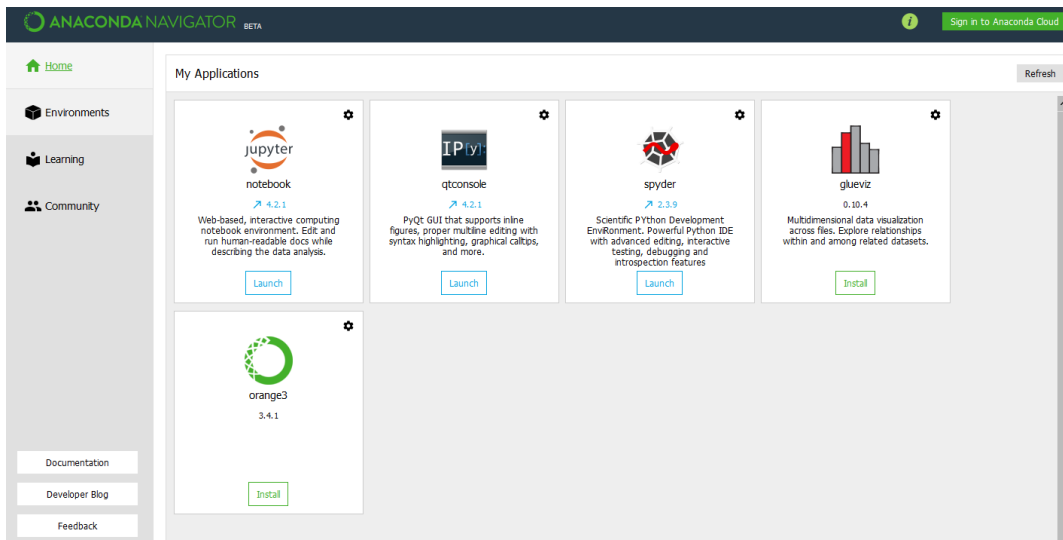 ANACONDA NAVIGATOR BETA
i
Sign in to Anaconda Cloud
Home
Environments
Learning
Community
Documentation
Developer Blog
Feedback
My Applications
Refresh
jupyter
notebook
4.2.1
Web-based, interactive computing
notebook environment. Edit and
run human-readable docs while
describing the data analysis.
Launch
IP[y]:
qtconsole
4.2.1
PyQt GUI that supports inline
figures, proper multiline editing with
syntax highlighting, graphical calltips,
and more.
Launch
spyder
2.3.9
Scientific PYthon Development
EnviRonment. Powerful Python IDE
with advanced editing, interactive
testing, debugging and
introspection features
Launch
glueviz
0.10.4
Multidimensional data visualization
across files. Explore relationships
within and among related datasets.
Install
orange3
3.4.1
Install